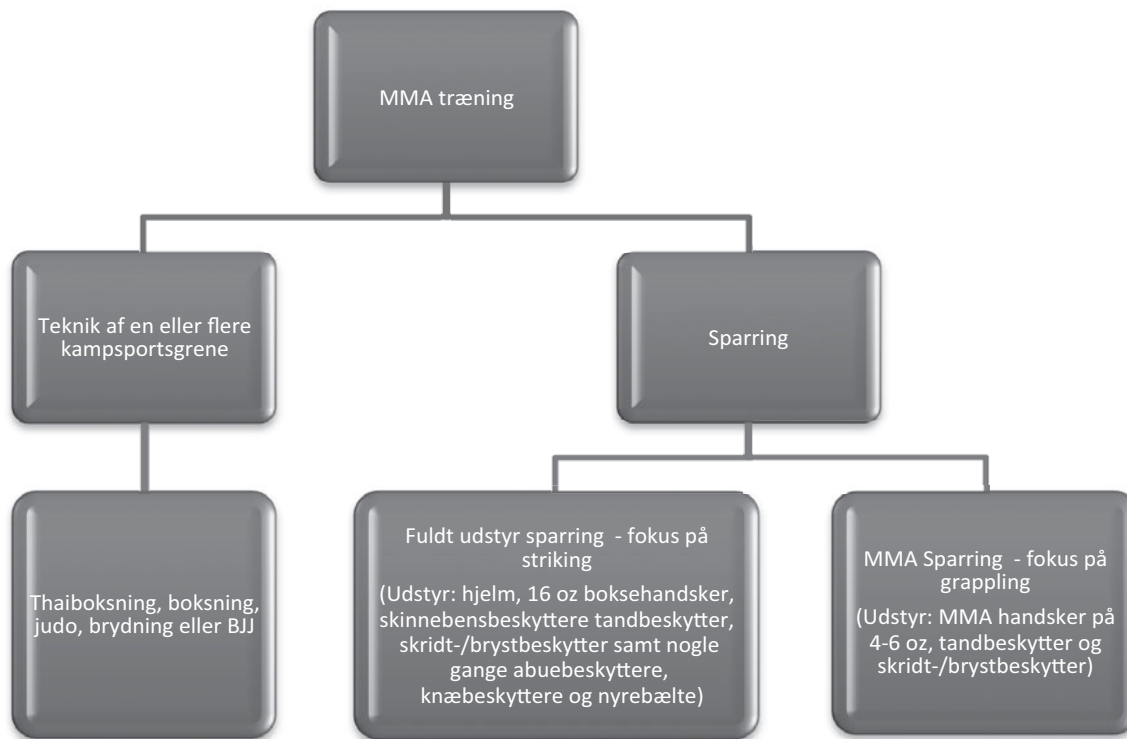 MMA træning
Teknik af en eller flere
kampsportsgrene
Sparring
Thaiboksning, boksning,
judo, brydning eller BJJ
Fuldt udstyr sparring - fokus på
striking
(Udstyr: hjelm, 16 oz boksehandsker,
skinnebensbeskyttere tandbeskytter,
skridt-/brystbeskytter samt nogle
gange abuebeskyttere,
knæbeskyttere og nyrebælte)
MMA Sparring - fokus på
grappling
(Udstyr: MMA handsker på
4-6 oz, tandbeskytter og
skridt-/brystbeskytter)